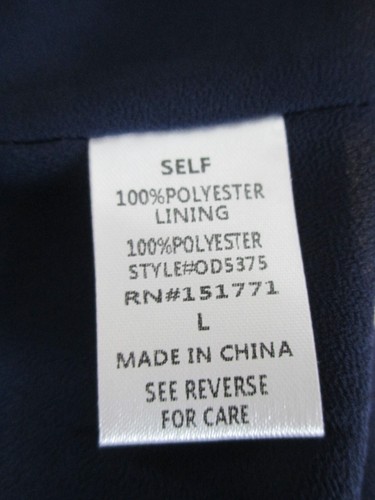 SELF
100%POLYESTER
LINING
100%POLYESTER
STYLE#OD5375
RN#151771
L
MADE IN CHINA
SEE REVERSE
FOR CARE